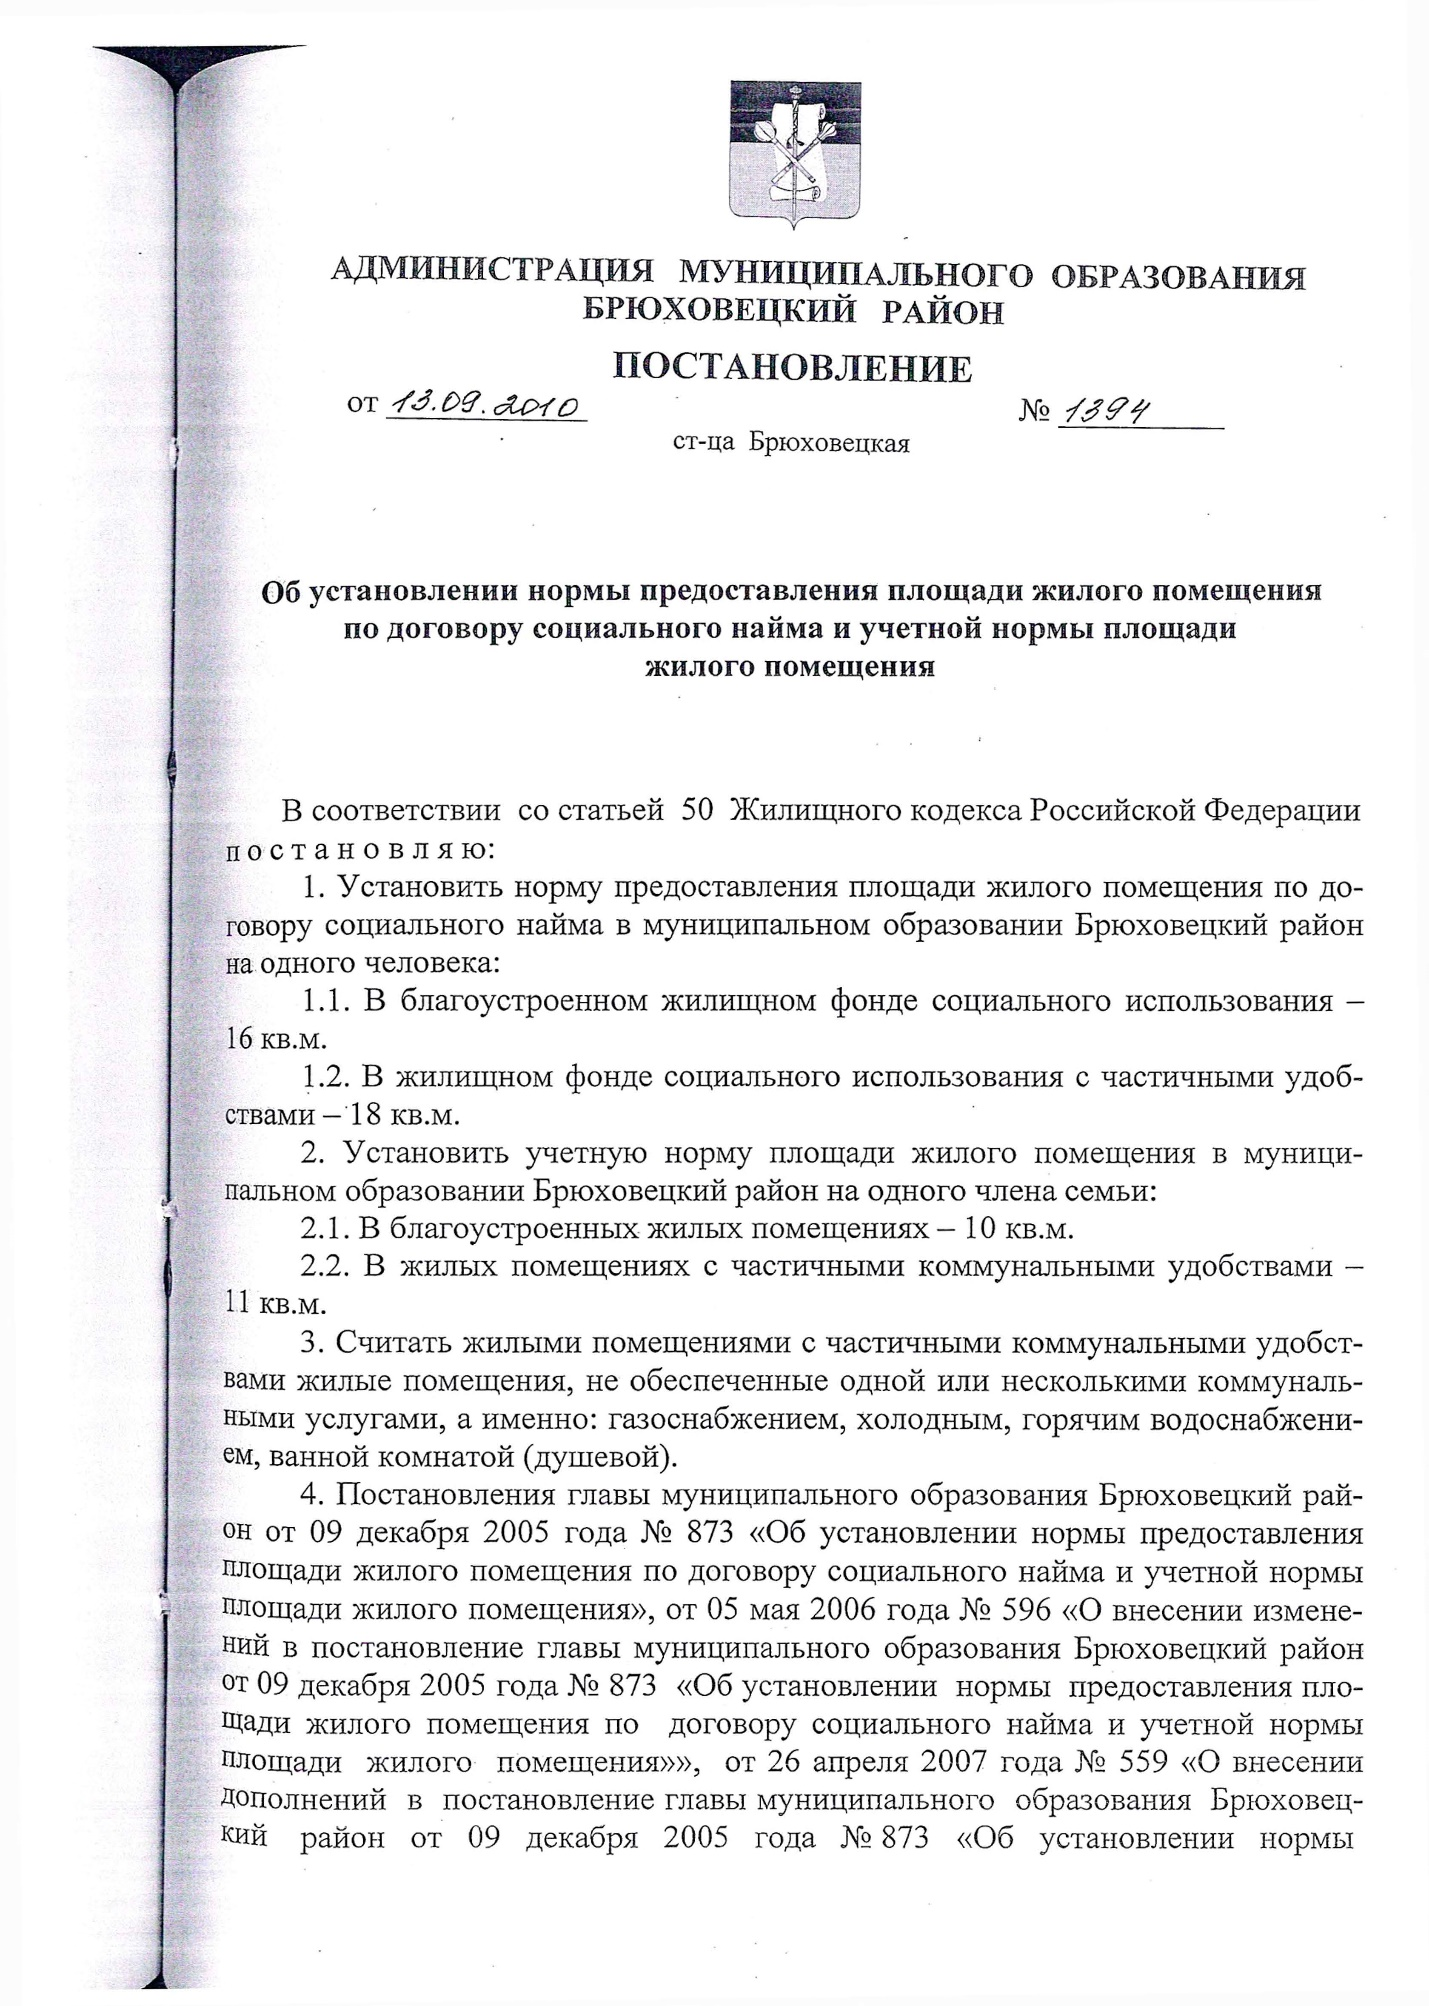 АДМИНИСТРАЦИЯ МУНИЦИПАЛЬНОГО ОБРАЗОВАНИЯ
БРЮХОВЕЦКИЙ РАЙОН
ПОСТАНОВЛЕНИЕ
от 13.09.2010 № 1394
ст-ца Брюховецкая
Об установлении нормы предоставления площади жилого помещения
по договору социального найма и учетной нормы площади
жилого помещения
В соответствии со статьей 50 Жилищного кодекса Российской Федерации
п о с т а н о в л я ю:
1. Установить норму предоставления площади жилого помещения по до-
говору социального найма в муниципальном образовании Брюховецкий район
на одного человека:
1.1. В благоустроенном жилищном фонде социального использования –
16 кв.м.
1.2. В жилищном фонде социального использования с частичными удоб-
ствами – 18 кв.м.
2. Установить учетную норму площади жилого помещения в муници-
пальном образовании Брюховецкий район на одного члена семьи:
2.1. В благоустроенных жилых помещениях – 10 кв.м.
2.2. В жилых помещениях с частичными коммунальными удобствами –
11 кв.м.
3. Считать жилыми помещениями с частичными коммунальными удобст-
вами жилые помещения, не обеспеченные одной или несколькими коммуналь-
ными услугами, а именно: газоснабжением, холодным, горячим водоснабжени-
ем, ванной комнатой (душевой).
4. Постановления главы муниципального образования Брюховецкий рай-
он от 09 декабря 2005 года № 873 «Об установлении нормы предоставления
площади жилого помещения по договору социального найма и учетной нормы
площади жилого помещения», от 05 мая 2006 года № 596 «О внесении измене-
ний в постановление главы муниципального образования Брюховецкий район
от 09 декабря 2005 года № 873 «Об установлении нормы предоставления пло-
щади жилого помещения по договору социального найма и учетной нормы
площади жилого помещения»», от 26 апреля 2007 года № 559 «О внесении
дополнений в постановление главы муниципального образования Брюховец-
кий район от 09 декабря 2005 года № 873 «Об установлении нормы